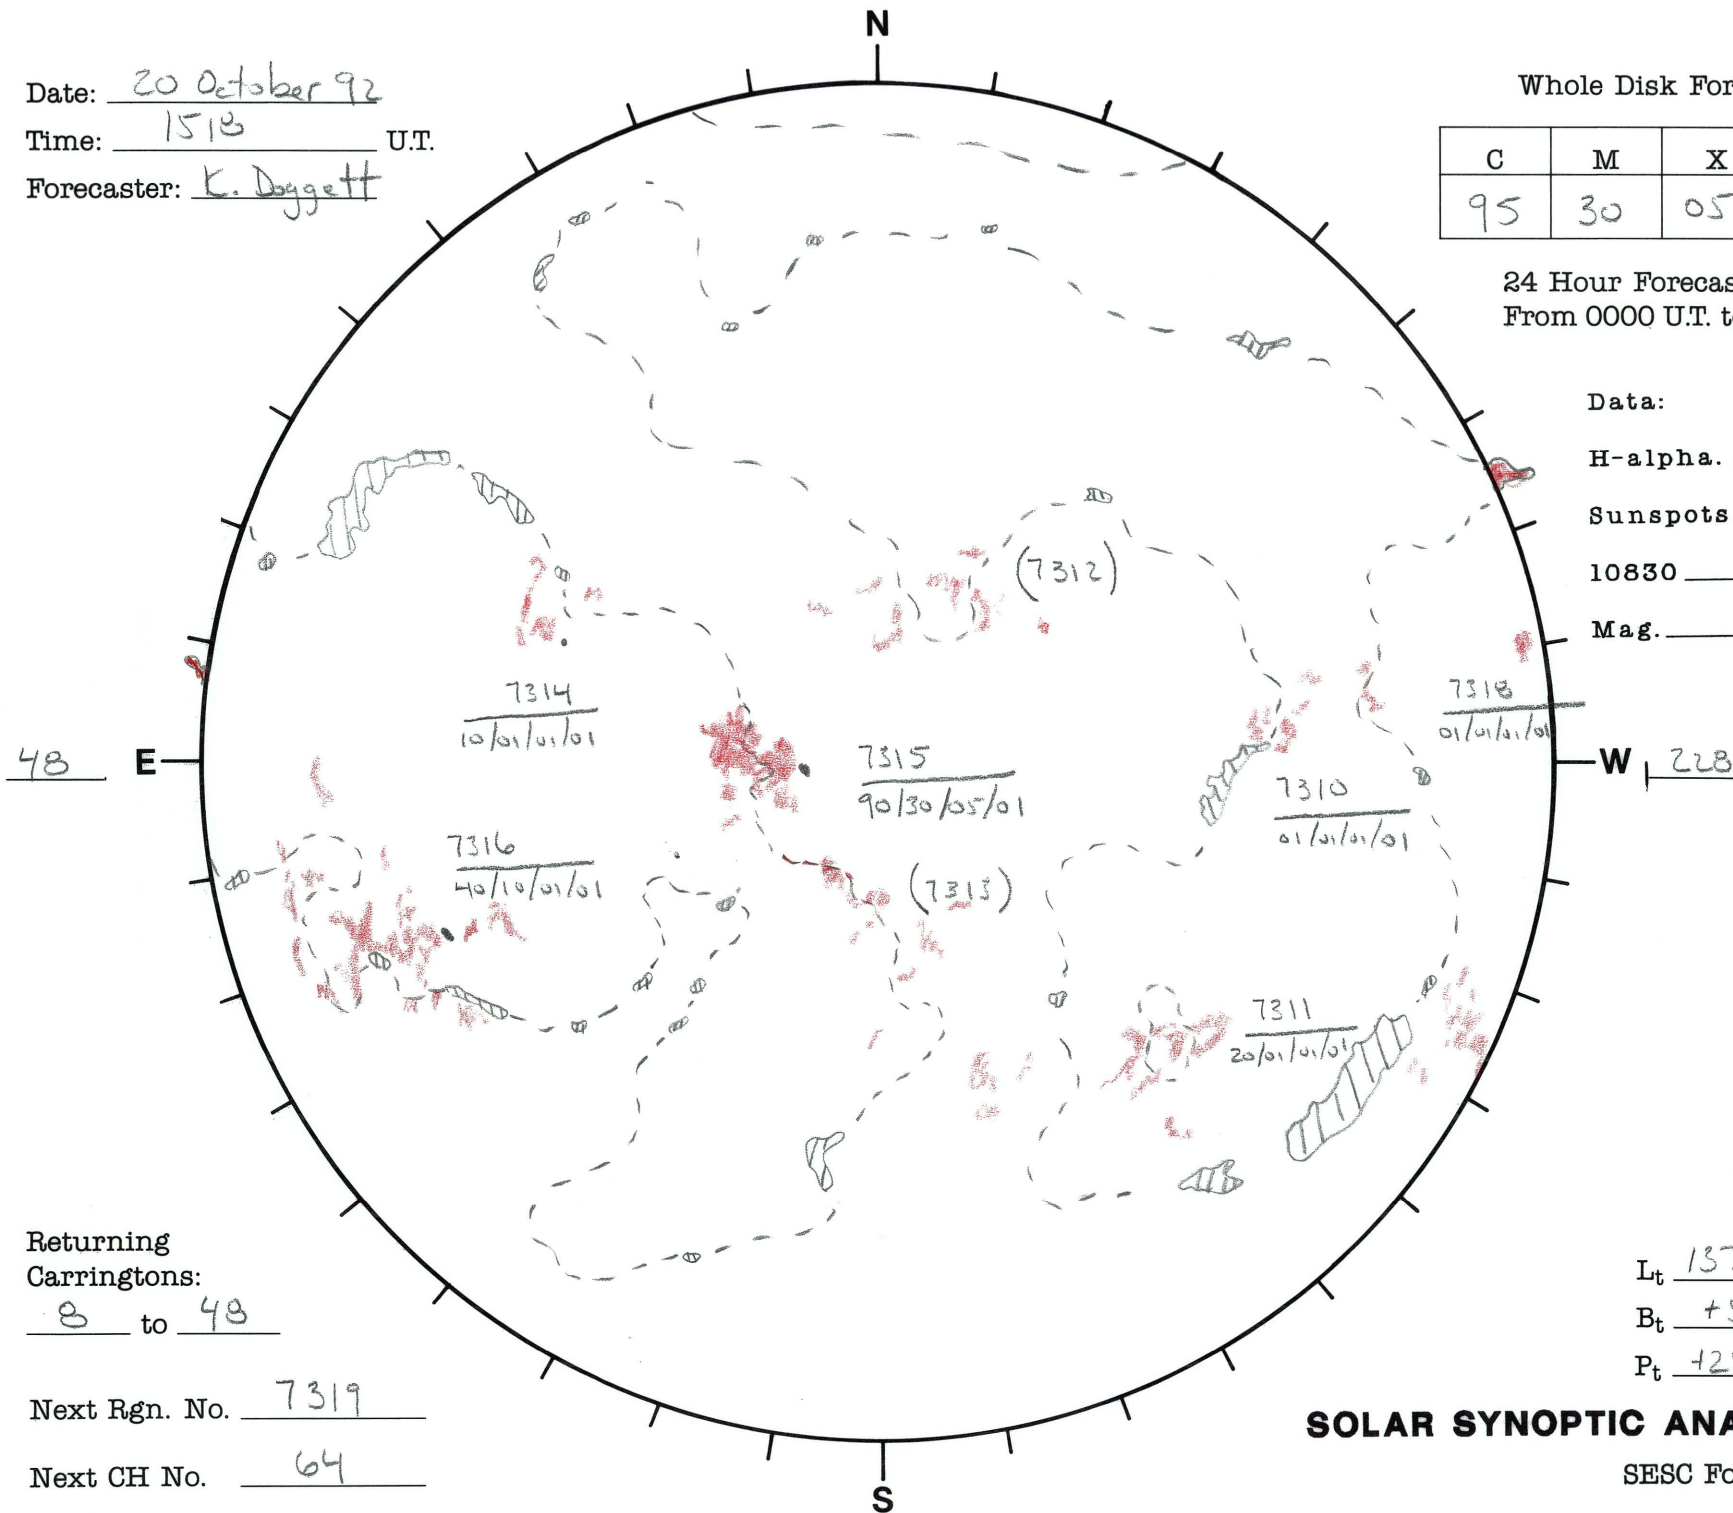 N
Date: 20 October 92
Time: 1518 U.T.
Forecaster: K. Doggett
Whole Disk For
C M X
95 30 05
24 Hour Forecas
From 0000 U.T. t
Data:
H-alpha.
Sunspots
10830
Mag.
(7312)
7314
10/01/01/01
7318
01/01/01/01
48 E
7315
90/30/05/01
W 228
7310
01/01/01/01
7316
40/10/01/01
(7313)
7311
20/01/01/01
Returning
Carringtons:
8 to 48
Next Rgn. No. 7319
Next CH No. 64
Lt 137
Bt +5
Pt +2
SOLAR SYNOPTIC ANA
SESC Fo
S